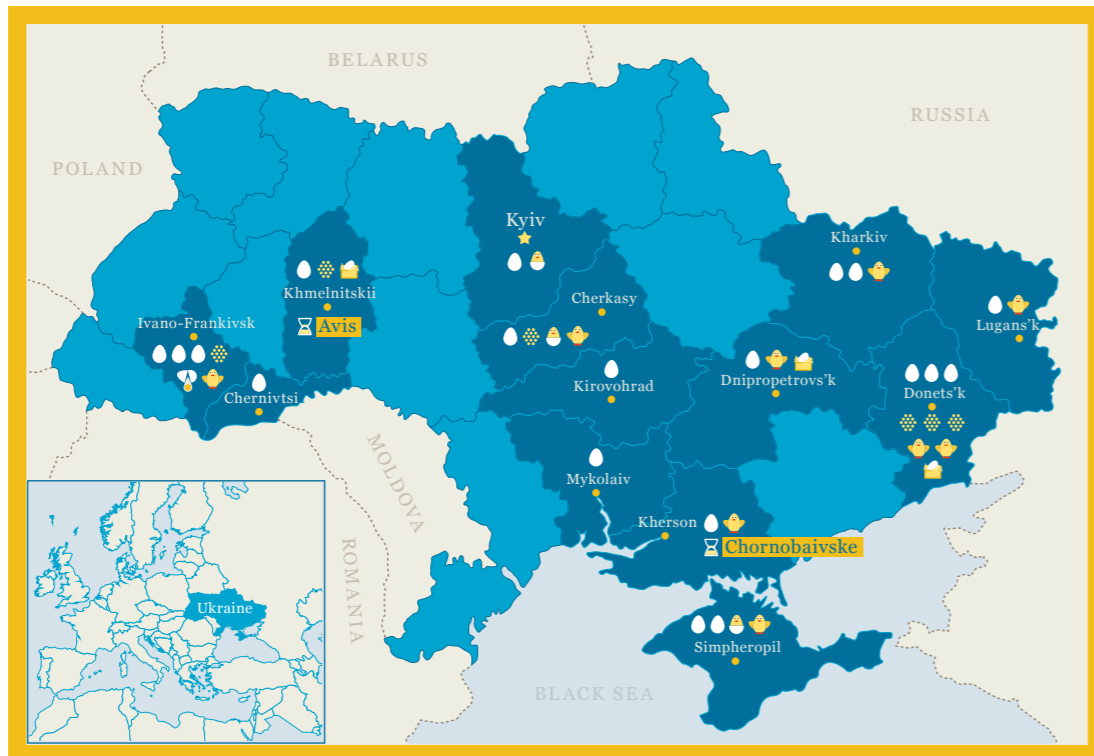 BELARUS
RUSSIA
POLAND
Kyiv
Kharkiv
Khmelnitskii
Cherkasy
Lugans'k
Ivano-Frankivsk
Avis
Dnipropetrovs'k
Kirovohrad
Donets'k
Chernivtsi
MOLDOVA
Mykolaiv
Kherson
Chornobaivske
ROMANIA
Ukraine
Simpheropil
BLACK SEA